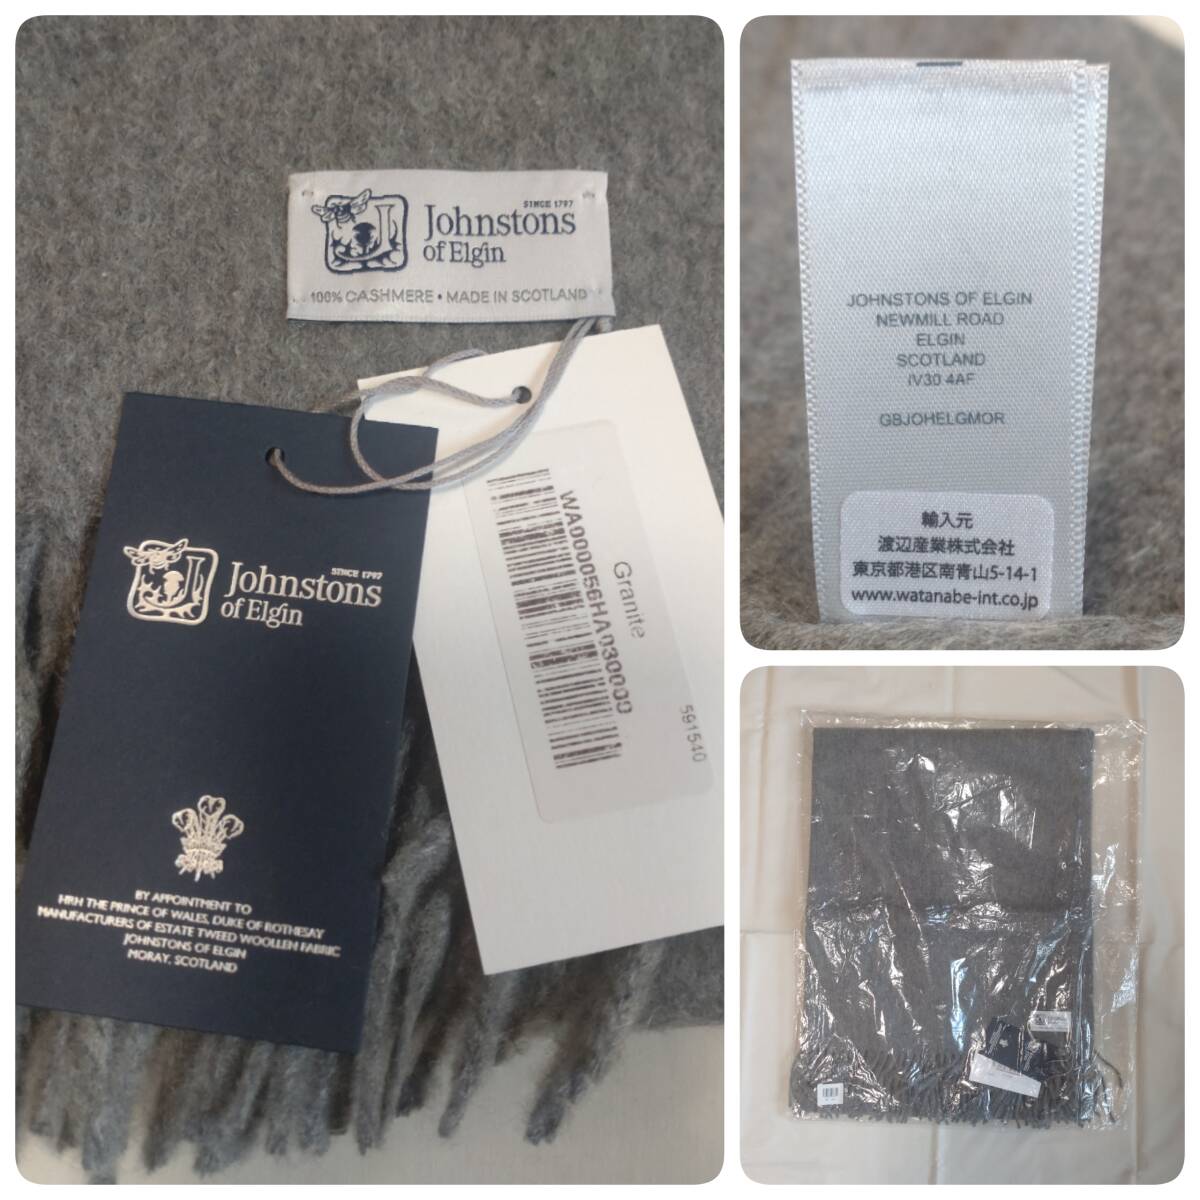 SINCE 1797
Johnstons
of Elgin
100% CASHMERE • MADE IN SCOTLAND
SINCE 1797
Johnstons
of Elgin
BY APPOINTMENT TO
HRH THE PRINCE OF WALES, DUKE OF ROTHESAY
MANUFACTURERS OF ESTATE TWEED WOOLLEN FABRIC
JOHNSTONS OF ELGIN
MORAY, SCOTLAND
Granite
WA000056HA030000
591540
JOHNSTONS OF ELGIN
NEWMILL ROAD
ELGIN
SCOTLAND
IV30 4AF
GBJOHELGMOR
輸入元
渡辺産業株式会社
東京都港区南青山5-14-1
www.watanabe-int.co.jp